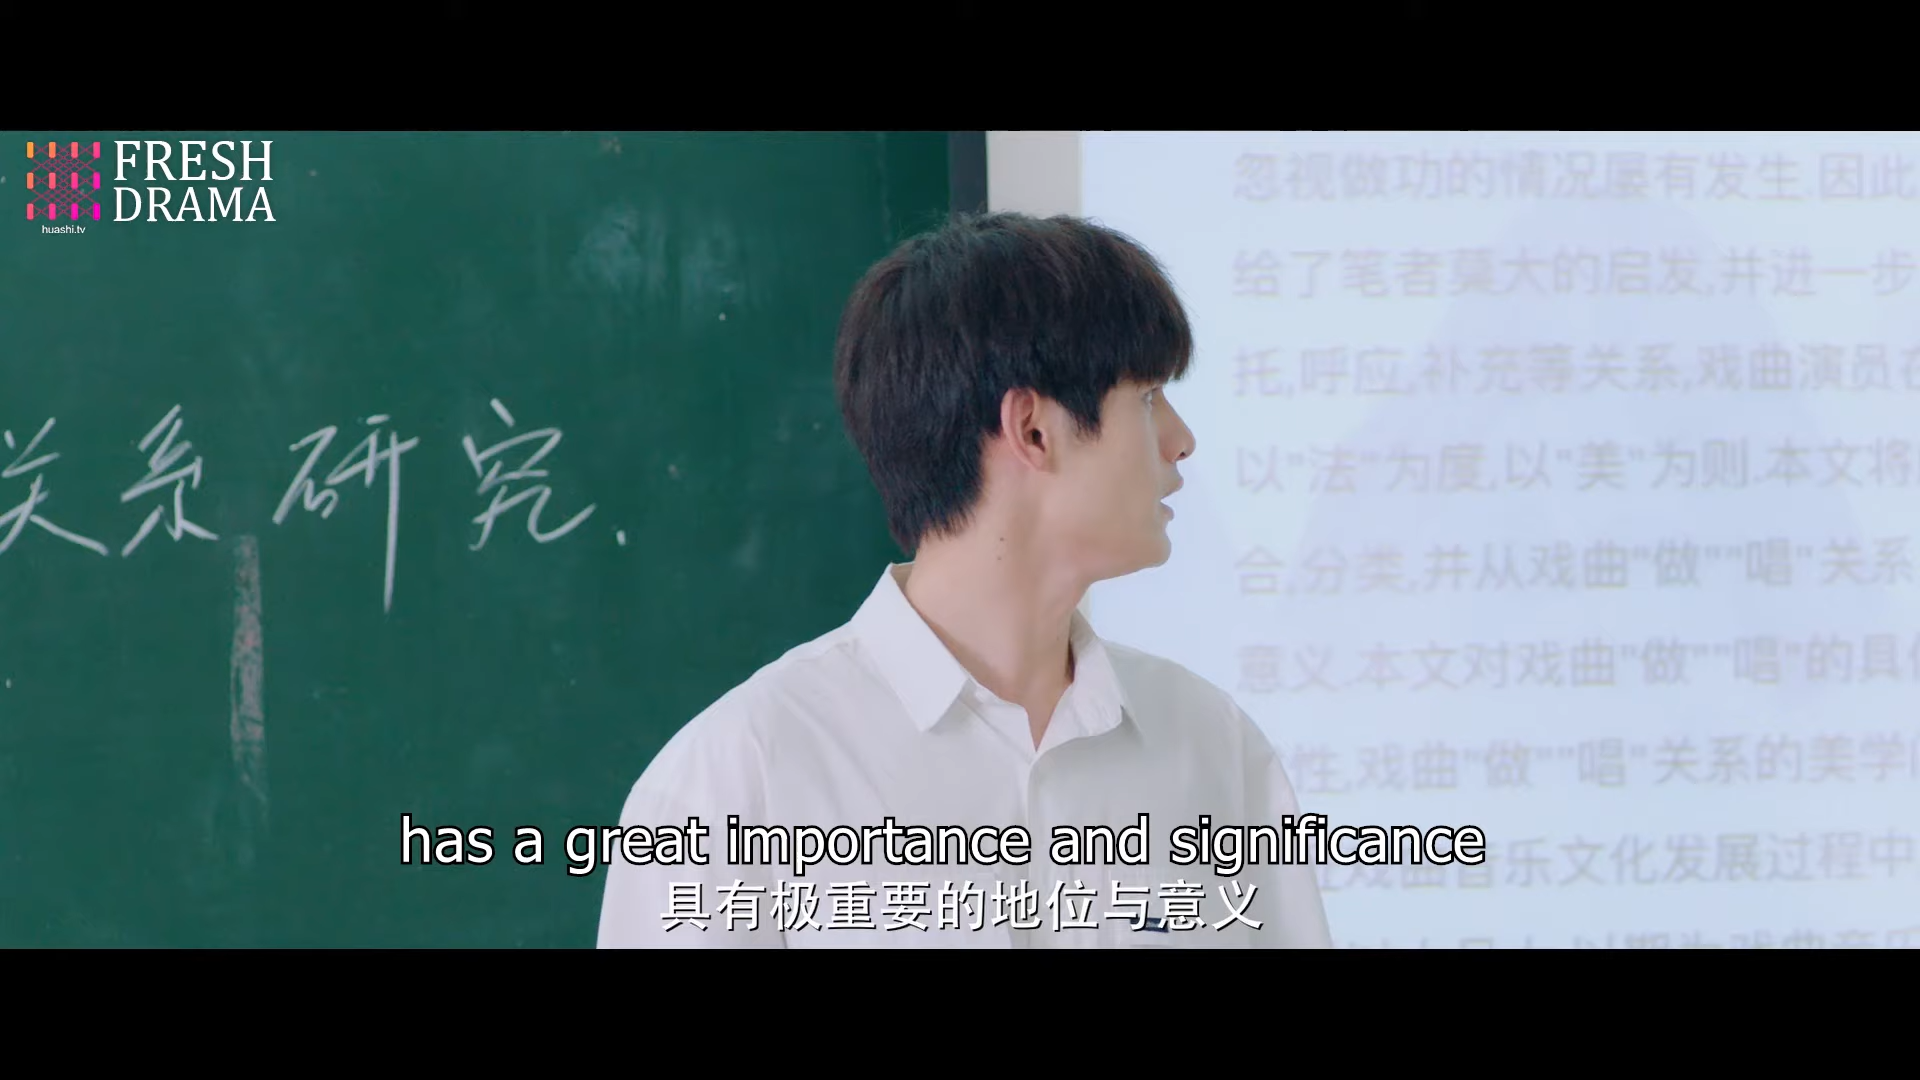 FRESH
DRAMA
huashi.tv
忽视做功的情况屡有发生.因此
给了笔者莫大的启发,并进一步
托,呼应,补充等关系,戏曲演员在
以"法"为度,以"美"为则.本文将
合,分类,并从戏曲"做""唱"关系
意义.本文对戏曲"做""唱"的具
性,戏曲"做""唱"关系的美学
戏曲音乐文化发展过程中
关系研究.
has a great importance and significance
具有极重要的地位与意义